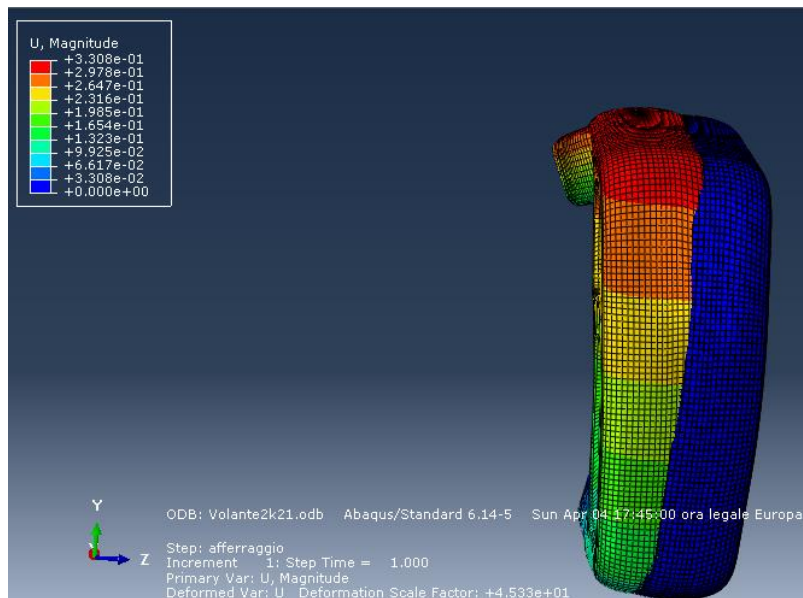 U, Magnitude
+3.308e-01
+2.978e-01
+2.647e-01
+2.316e-01
+1.985e-01
+1.654e-01
+1.323e-01
+9.925e-02
+6.617e-02
+3.308e-02
+0.000e+00
Y
Z
ODB: Volante2k21.odb Abaqus/Standard 6.14-5 Sun Apr 04 17:45:00 ora legale Europa
Step: afferraggio
Increment 1: Step Time = 1.000
Primary Var: U, Magnitude
Deformed Var: U Deformation Scale Factor: +4.533e+01